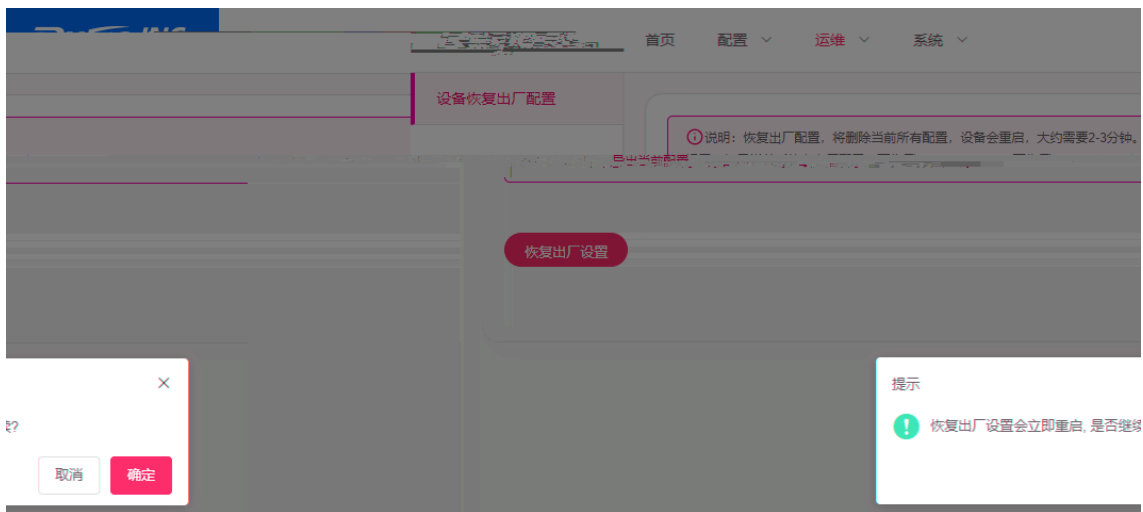 首页 配置 运维 系统
设备恢复出厂配置
说明：恢复出厂配置，将删除当前所有配置，设备会重启，大约需要2-3分钟。
恢复出厂设置
提示
恢复出厂设置会立即重启, 是否继续?
取消 确定